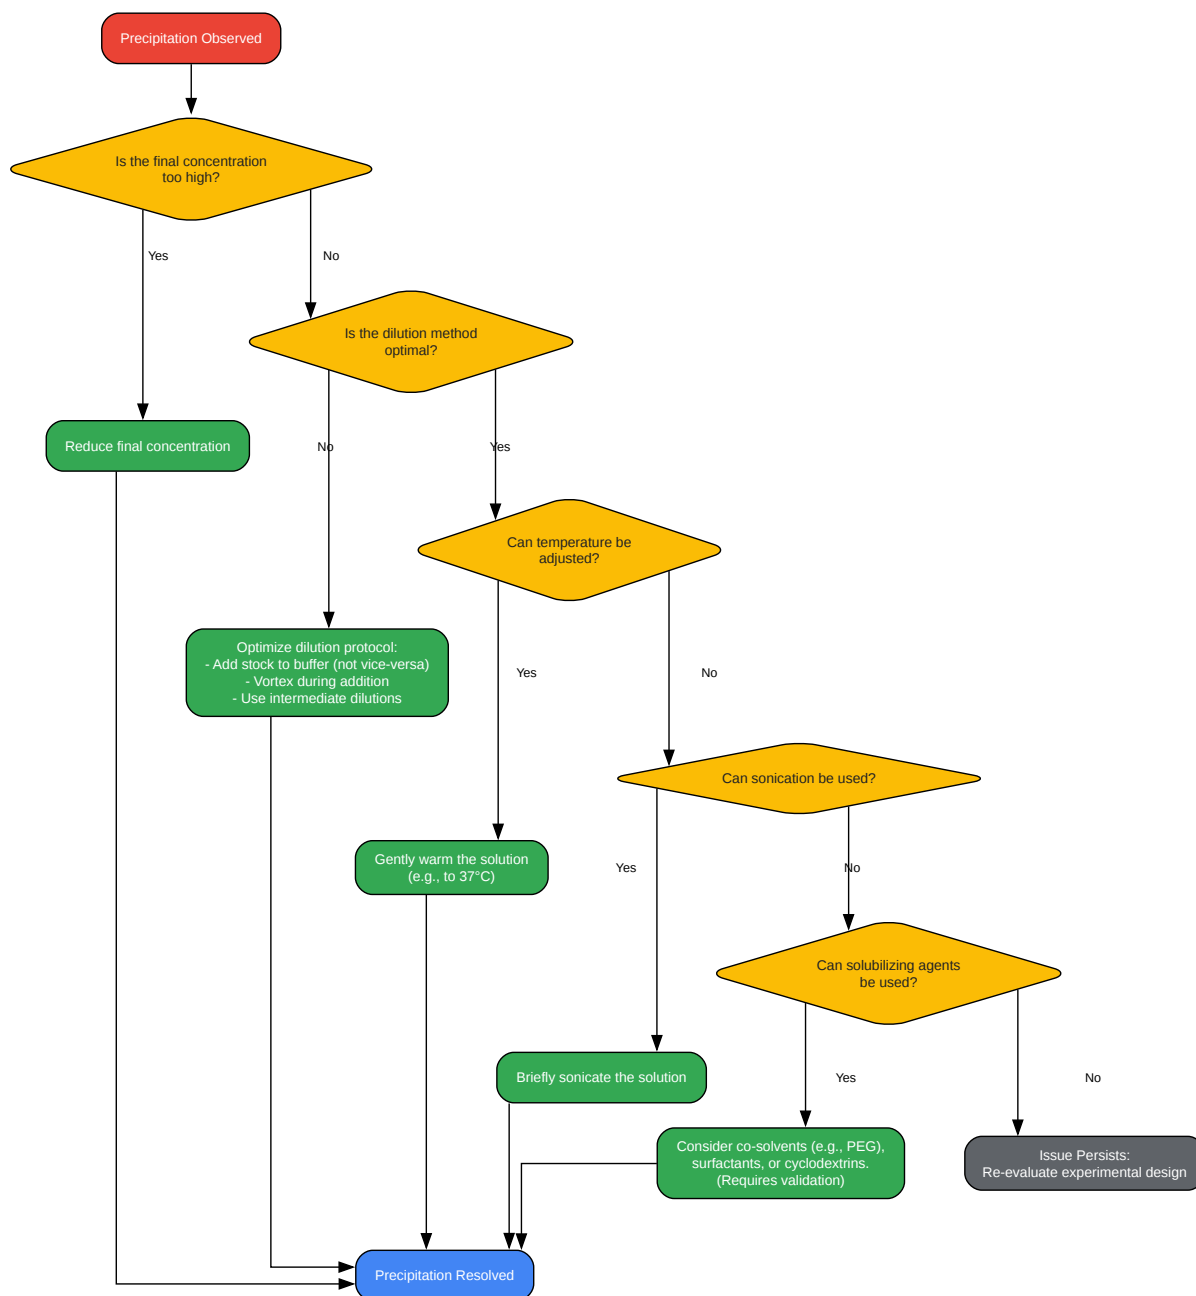 Precipitation Observed
Is the final concentration
too high?
Yes
No
Is the dilution method
optimal?
Reduce final concentration
No
Yes
Can temperature be
adjusted?
Optimize dilution protocol:
- Add stock to buffer (not vice-versa)
- Vortex during addition
- Use intermediate dilutions
Yes
No
Can sonication be used?
Gently warm the solution
(e.g., to 37°C)
Yes
No
Can solubilizing agents
be used?
Briefly sonicate the solution
Yes
No
Consider co-solvents (e.g., PEG),
surfactants, or cyclodextrins.
(Requires validation)
Issue Persists:
Re-evaluate experimental design
Precipitation Resolved